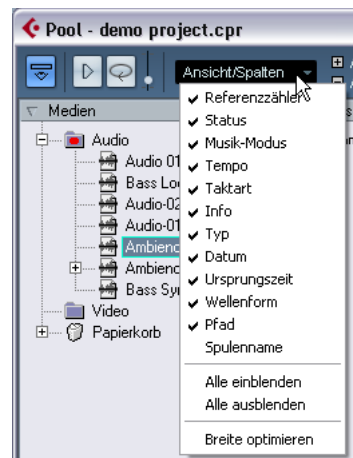 Pool - demo project.cpr
Ansicht/Spalten
Medien
Referenzzähler
Status
Musik-Modus
Tempo
Taktart
Info
Typ
Datum
Ursprungszeit
Wellenform
Pfad
Spulenname
Alle einblenden
Alle ausblenden
Breite optimieren
Audio
Audio 01
Bass Loo
Audio-02
Audio-01
Ambienc
Ambienc
Bass Syn
Video
Papierkorb